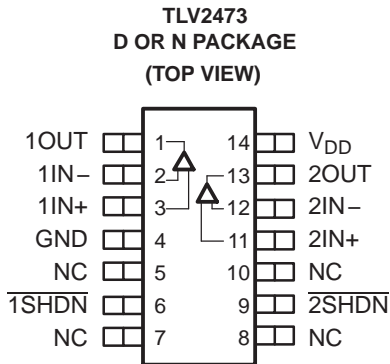 TLV2473
D OR N PACKAGE
(TOP VIEW)
1OUT 1 14 VDD
1IN− 2 13 2OUT
1IN+ 3 12 2IN−
GND 4 11 2IN+
NC 5 10 NC
1SHDN 6 9 2SHDN
NC 7 8 NC